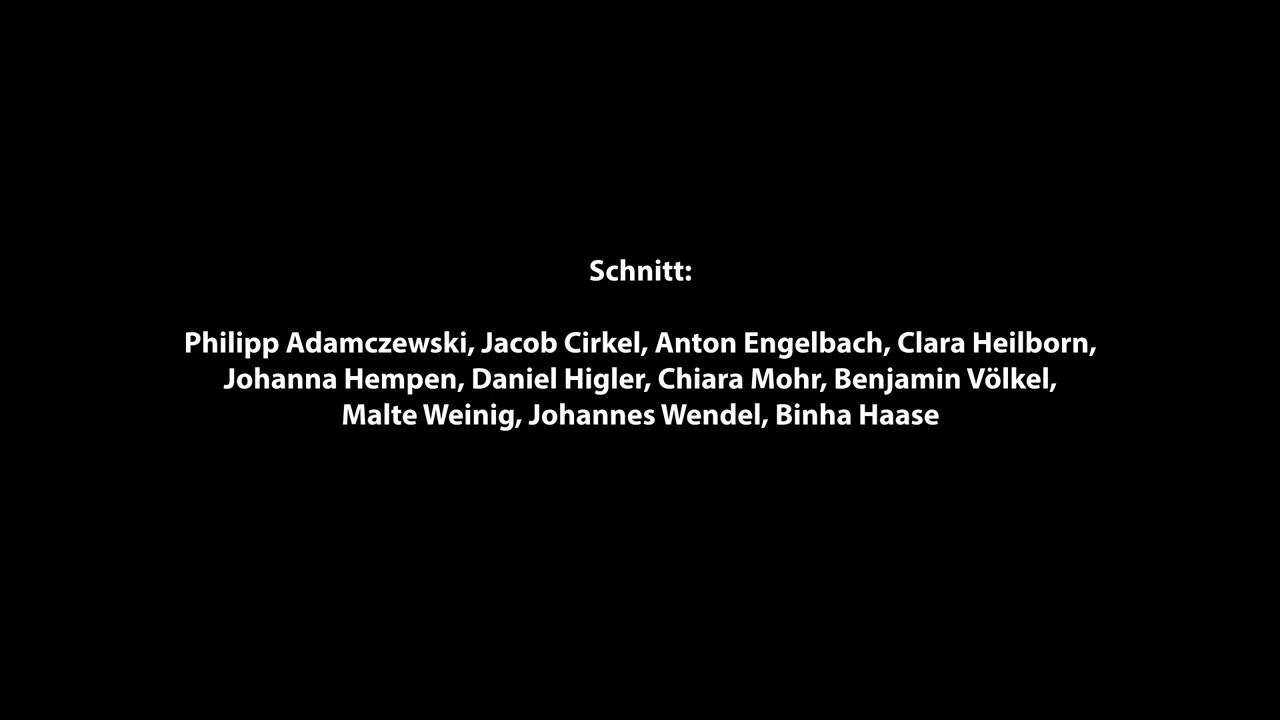 Schnitt:
Philipp Adamczewski, Jacob Cirkel, Anton Engelbach, Clara Heilborn,
Johanna Hempen, Daniel Higler, Chiara Mohr, Benjamin Völkel,
Malte Weinig, Johannes Wendel, Binha Haase